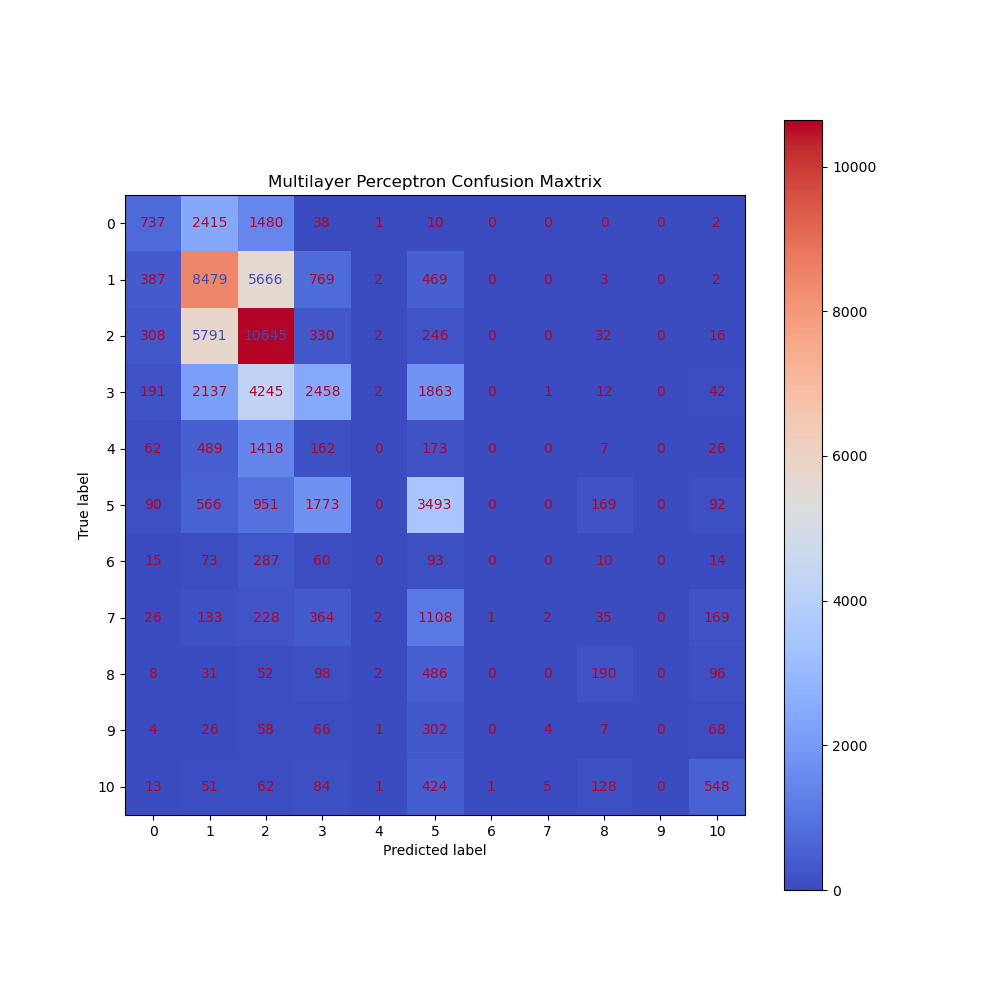 Multilayer Perceptron Confusion Maxtrix
0 737 2415 1480 38 1 10 0 0 0 0 2
1 387 8479 5666 769 2 469 0 0 3 0 2
2 308 5791 10645 330 2 246 0 0 32 0 16
3 191 2137 4245 2458 2 1863 0 1 12 0 42
4 62 489 1418 162 0 173 0 0 7 0 26
5 90 566 951 1773 0 3493 0 0 169 0 92
6 15 73 287 60 0 93 0 0 10 0 14
7 26 133 228 364 2 1108 1 2 35 0 169
8 8 31 52 98 2 486 0 0 190 0 96
9 4 26 58 66 1 302 0 4 7 0 68
10 13 51 62 84 1 424 1 5 128 0 548
0 1 2 3 4 5 6 7 8 9 10
Predicted label
True label
10000
8000
6000
4000
2000
0